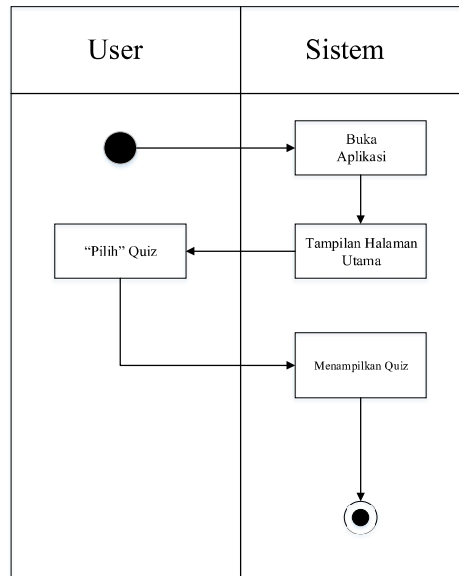 User
Sistem
Buka
Aplikasi
Tampilan Halaman
Utama
“Pilih” Quiz
Menampilkan Quiz